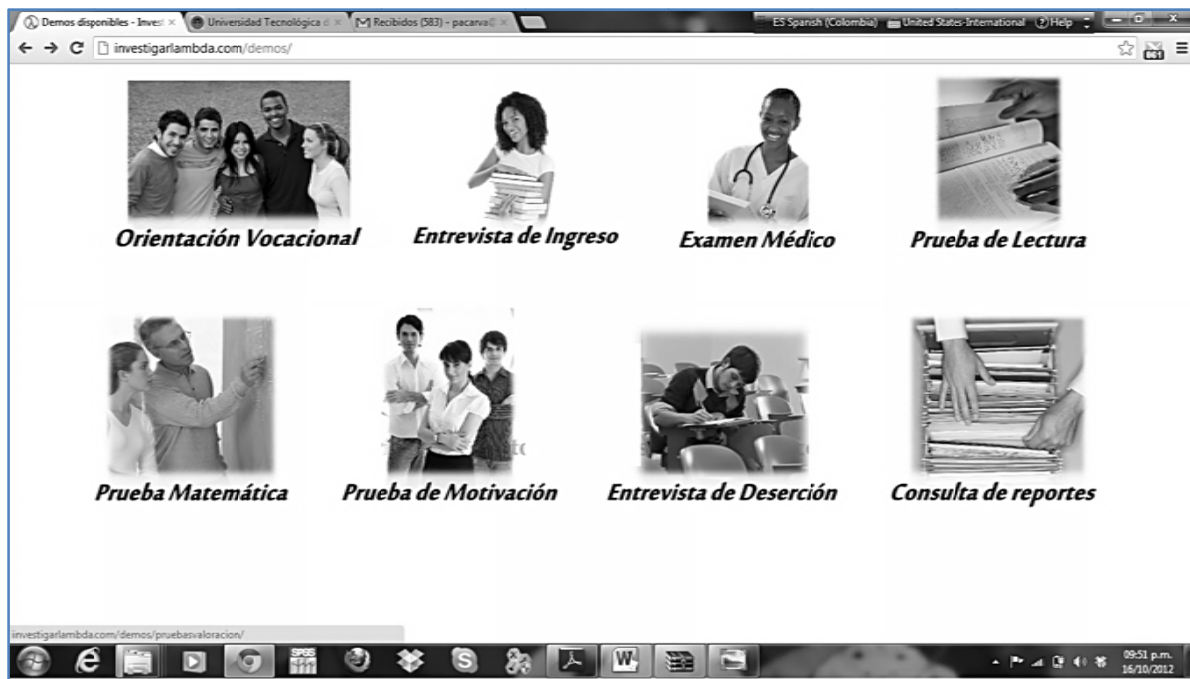 Demos disponibles - Invest
Universidad Tecnológica d
Recibidos (583) - pacarva@
ES Spanish (Colombia) United States-International Help
investigarlambda.com/demos/
861
Orientación Vocacional
Entrevista de Ingreso
Examen Médico
Prueba de Lectura
Prueba Matemática
Prueba de Motivación
Entrevista de Deserción
Consulta de reportes
investigarlambda.com/demos/pruebasvaloracion/
SPSS
09:51 p.m.
16/10/2012